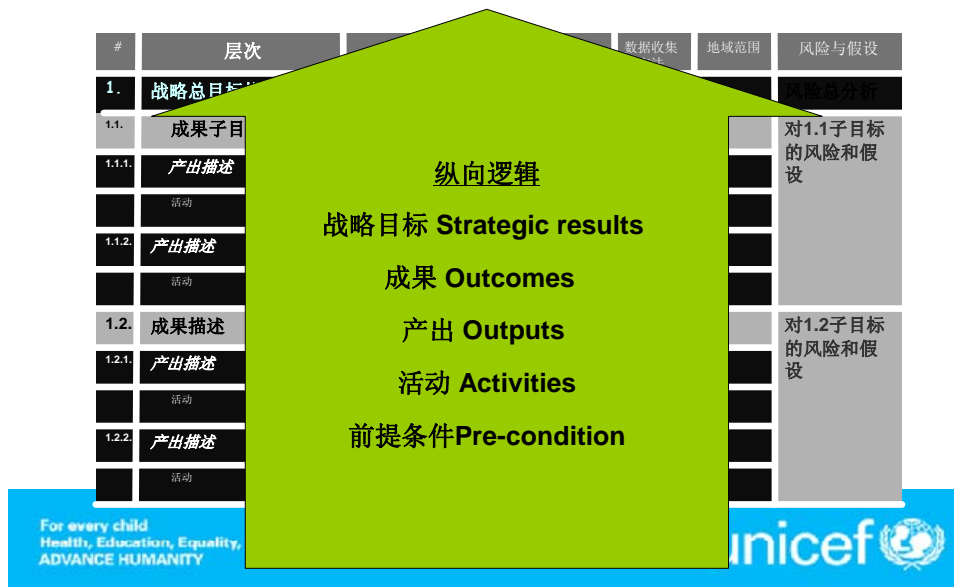 # 层次 数据收集 地域范围 风险与假设
1. 战略总目标 风险总分析
1.1. 成果子目 对1.1子目标
的风险和假
设
1.1.1. 产出描述
活动
1.1.2. 产出描述
活动
1.2. 成果描述 对1.2子目标
的风险和假
设
1.2.1. 产出描述
活动
1.2.2. 产出描述
活动
纵向逻辑
战略目标 Strategic results
成果 Outcomes
产出 Outputs
活动 Activities
前提条件Pre-condition
For every child
Health, Education, Equality,
ADVANCE HUMANITY
unicef